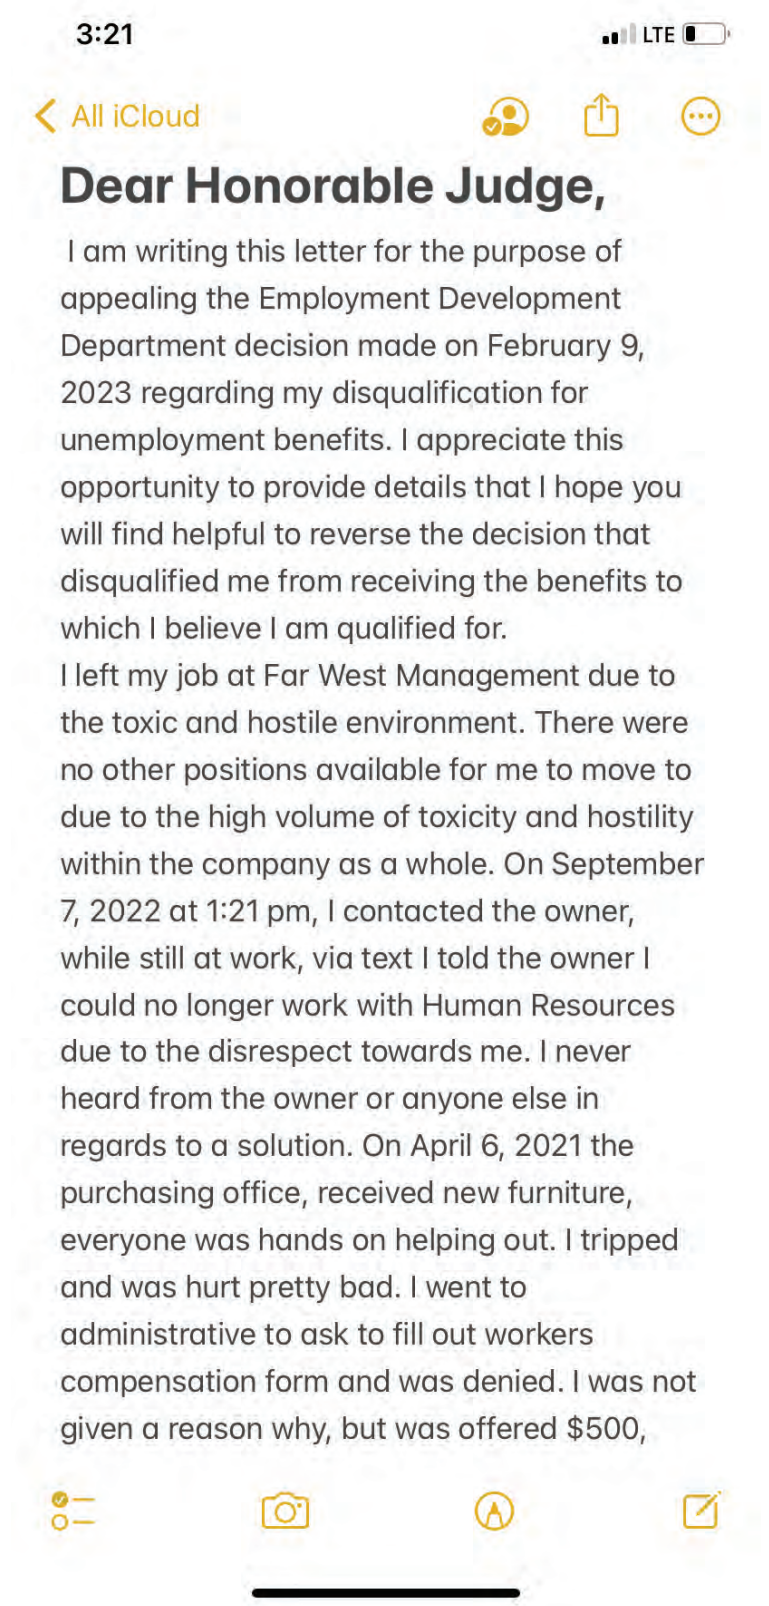 3:21
LTE
All iCloud
Dear Honorable Judge,
I am writing this letter for the purpose of
appealing the Employment Development
Department decision made on February 9,
2023 regarding my disqualification for
unemployment benefits. I appreciate this
opportunity to provide details that I hope you
will find helpful to reverse the decision that
disqualified me from receiving the benefits to
which I believe I am qualified for.
I left my job at Far West Management due to
the toxic and hostile environment. There were
no other positions available for me to move to
due to the high volume of toxicity and hostility
within the company as a whole. On September
7, 2022 at 1:21 pm, I contacted the owner,
while still at work, via text I told the owner I
could no longer work with Human Resources
due to the disrespect towards me. I never
heard from the owner or anyone else in
regards to a solution. On April 6, 2021 the
purchasing office, received new furniture,
everyone was hands on helping out. I tripped
and was hurt pretty bad. I went to
administrative to ask to fill out workers
compensation form and was denied. I was not
given a reason why, but was offered $500,